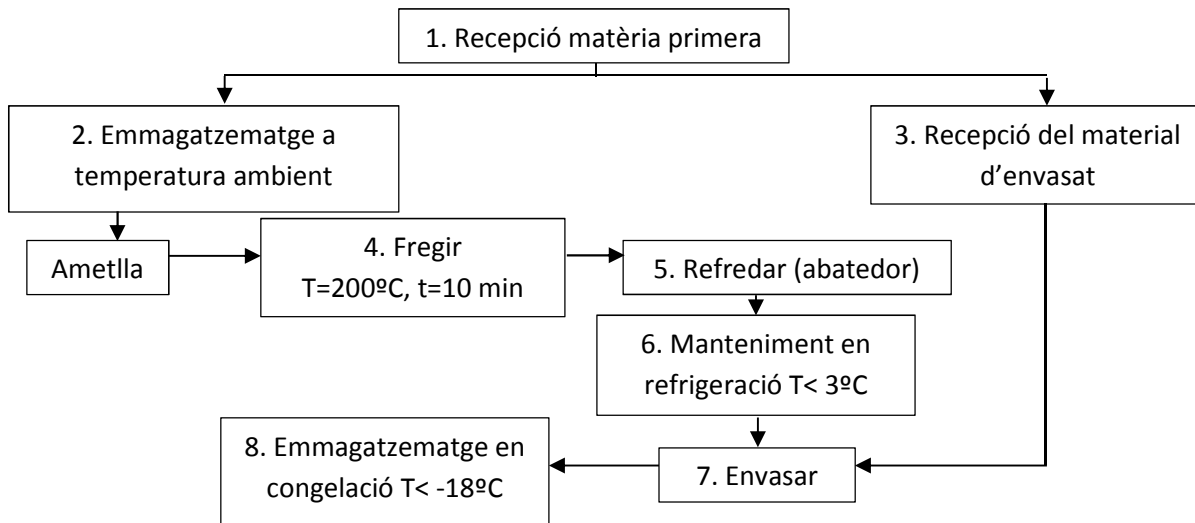 1. Recepció matèria primera
2. Emmagatzematge a
temperatura ambient
3. Recepció del material
d’envasat
Ametlla
4. Fregir
T=200ºC, t=10 min
5. Refredar (abatedor)
6. Manteniment en
refrigeració T< 3ºC
7. Envasar
8. Emmagatzematge en
congelació T< -18ºC